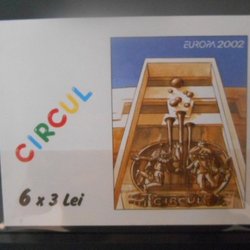 EUROPA 2002
CIRCUL
6 x 3 Lei
CIRCUL